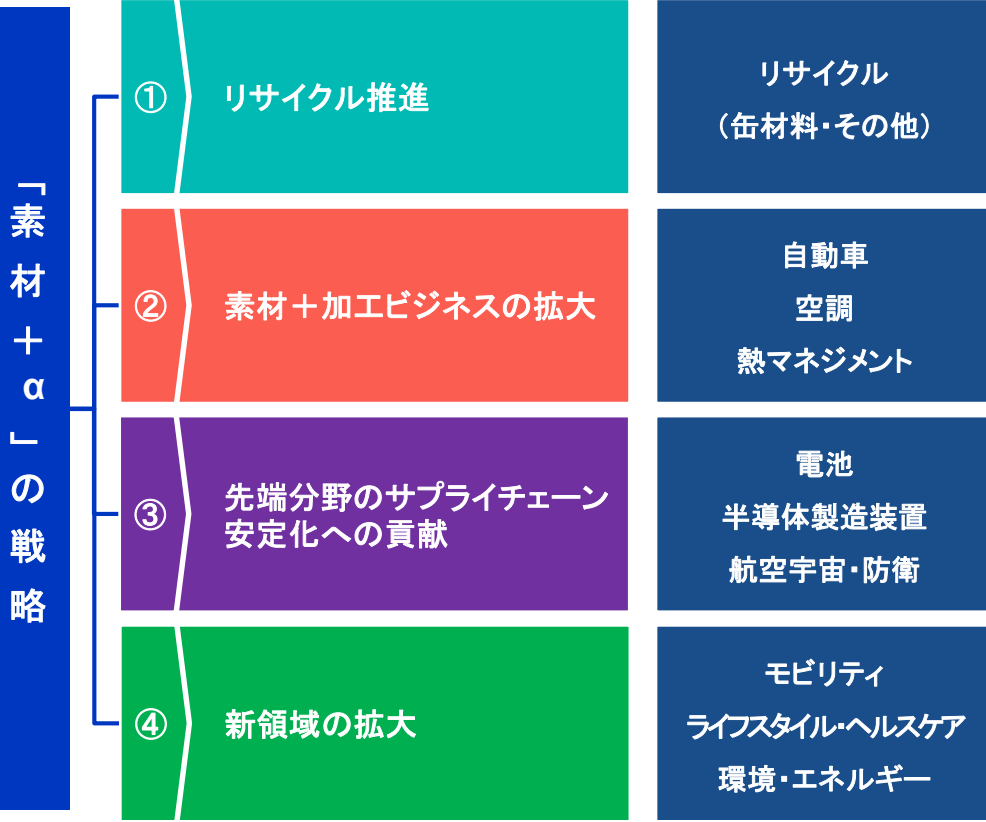 「素材＋α」の戦略
①
リサイクル推進
リサイクル
（缶材料・その他）
②
素材＋加工ビジネスの拡大
自動車
空調
熱マネジメント
③
先端分野のサプライチェーン
安定化への貢献
電池
半導体製造装置
航空宇宙・防衛
④
新領域の拡大
モビリティ
ライフスタイル・ヘルスケア
環境・エネルギー